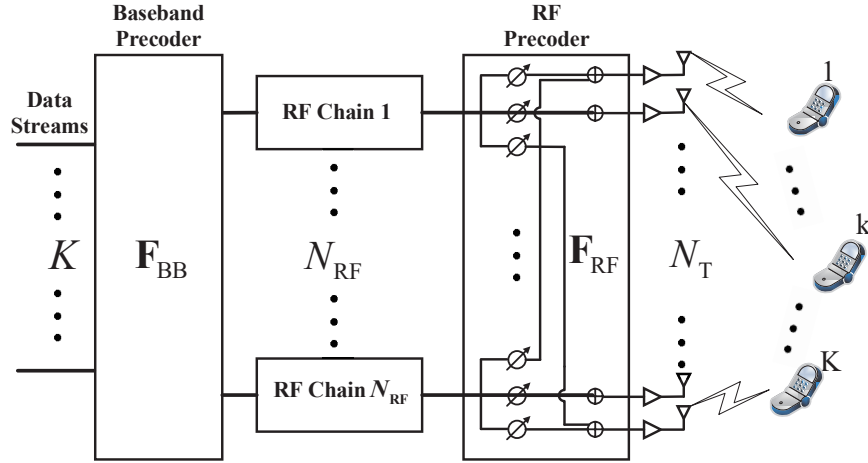 Baseband
Precoder
RF
Precoder
Data
Streams
RF Chain 1
1
K
F_BB
N_RF
F_RF
N_T
k
RF Chain N_RF
K